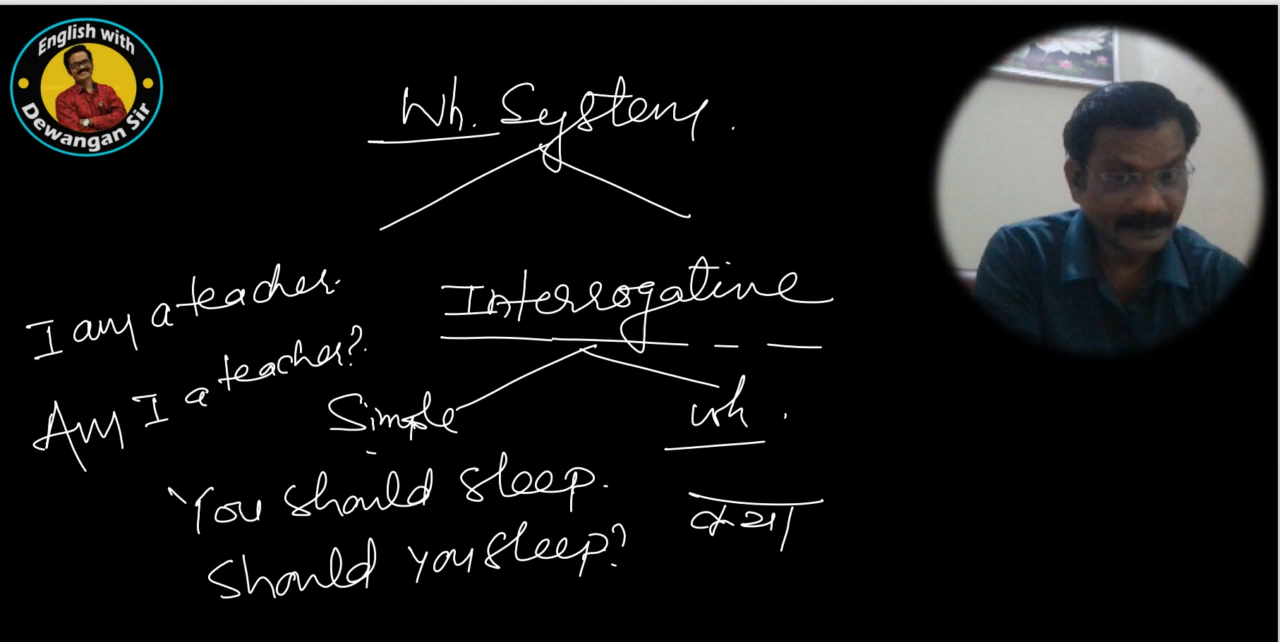 English with
Dewangan Sir
Wh. System.
Interrogative
I am a teacher.
Am I a teacher?
Simple
wh.
You should sleep.
Should you sleep?
क्या